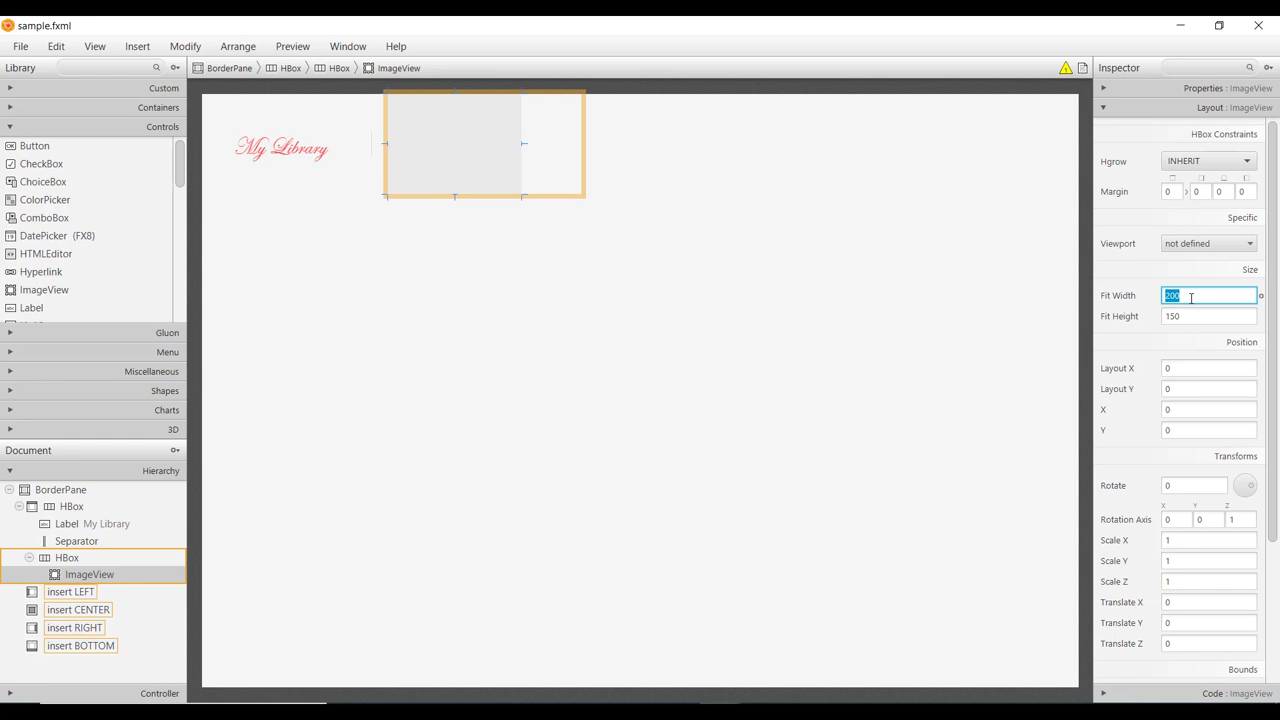 sample.fxml
File Edit View Insert Modify Arrange Preview Window Help
Library
BorderPane HBox HBox ImageView
Inspector
Custom
Containers
Controls
Button
CheckBox
ChoiceBox
ColorPicker
ComboBox
DatePicker (FX8)
HTMLEditor
Hyperlink
ImageView
Label
Gluon
Menu
Miscellaneous
Shapes
Charts
3D
Document
Hierarchy
BorderPane
HBox
Label My Library
Separator
HBox
ImageView
insert LEFT
insert CENTER
insert RIGHT
insert BOTTOM
Controller
My Library
Properties : ImageView
Layout : ImageView
HBox Constraints
Hgrow INHERIT
Margin 0 0 0 0
Specific
Viewport not defined
Size
Fit Width 200
Fit Height 150
Position
Layout X 0
Layout Y 0
X 0
Y 0
Transforms
Rotate 0
X Y Z
Rotation Axis 0 0 1
Scale X 1
Scale Y 1
Scale Z 1
Translate X 0
Translate Y 0
Translate Z 0
Bounds
Code : ImageView